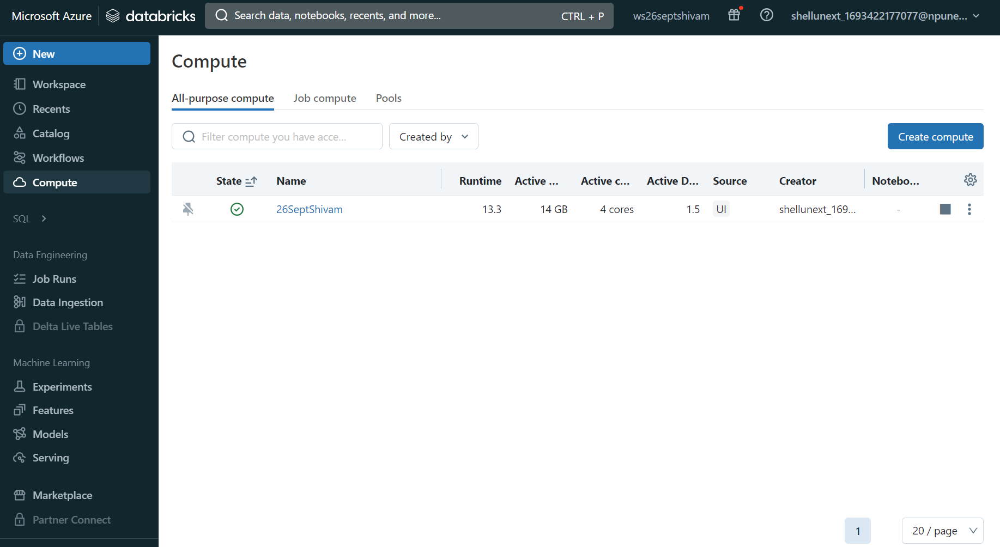 Microsoft Azure databricks Search data, notebooks, recents, and more... CTRL + P ws26septshivam shellunext_1693422177077@npune...
New
Workspace
Recents
Catalog
Workflows
Compute
SQL
Data Engineering
Job Runs
Data Ingestion
Delta Live Tables
Machine Learning
Experiments
Features
Models
Serving
Marketplace
Partner Connect
Compute
All-purpose compute Job compute Pools
Filter compute you have acce... Created by Create compute
State Name Runtime Active ... Active c... Active D... Source Creator Notebo...
26SeptShivam 13.3 14 GB 4 cores 1.5 UI shellunext_169... -
1 20 / page